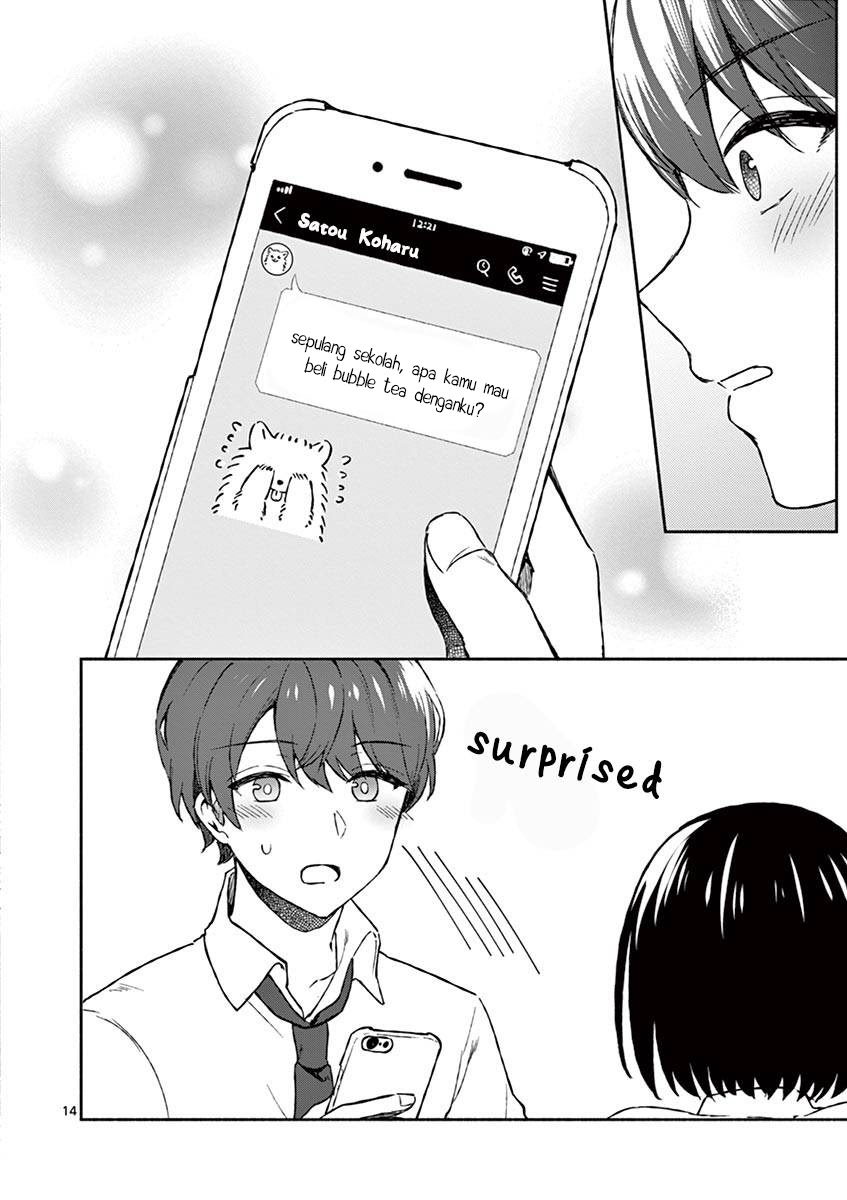 12:21
Satou Koharu
sepulang sekolah, apa kamu mau
beli bubble tea denganku?
surprised
14